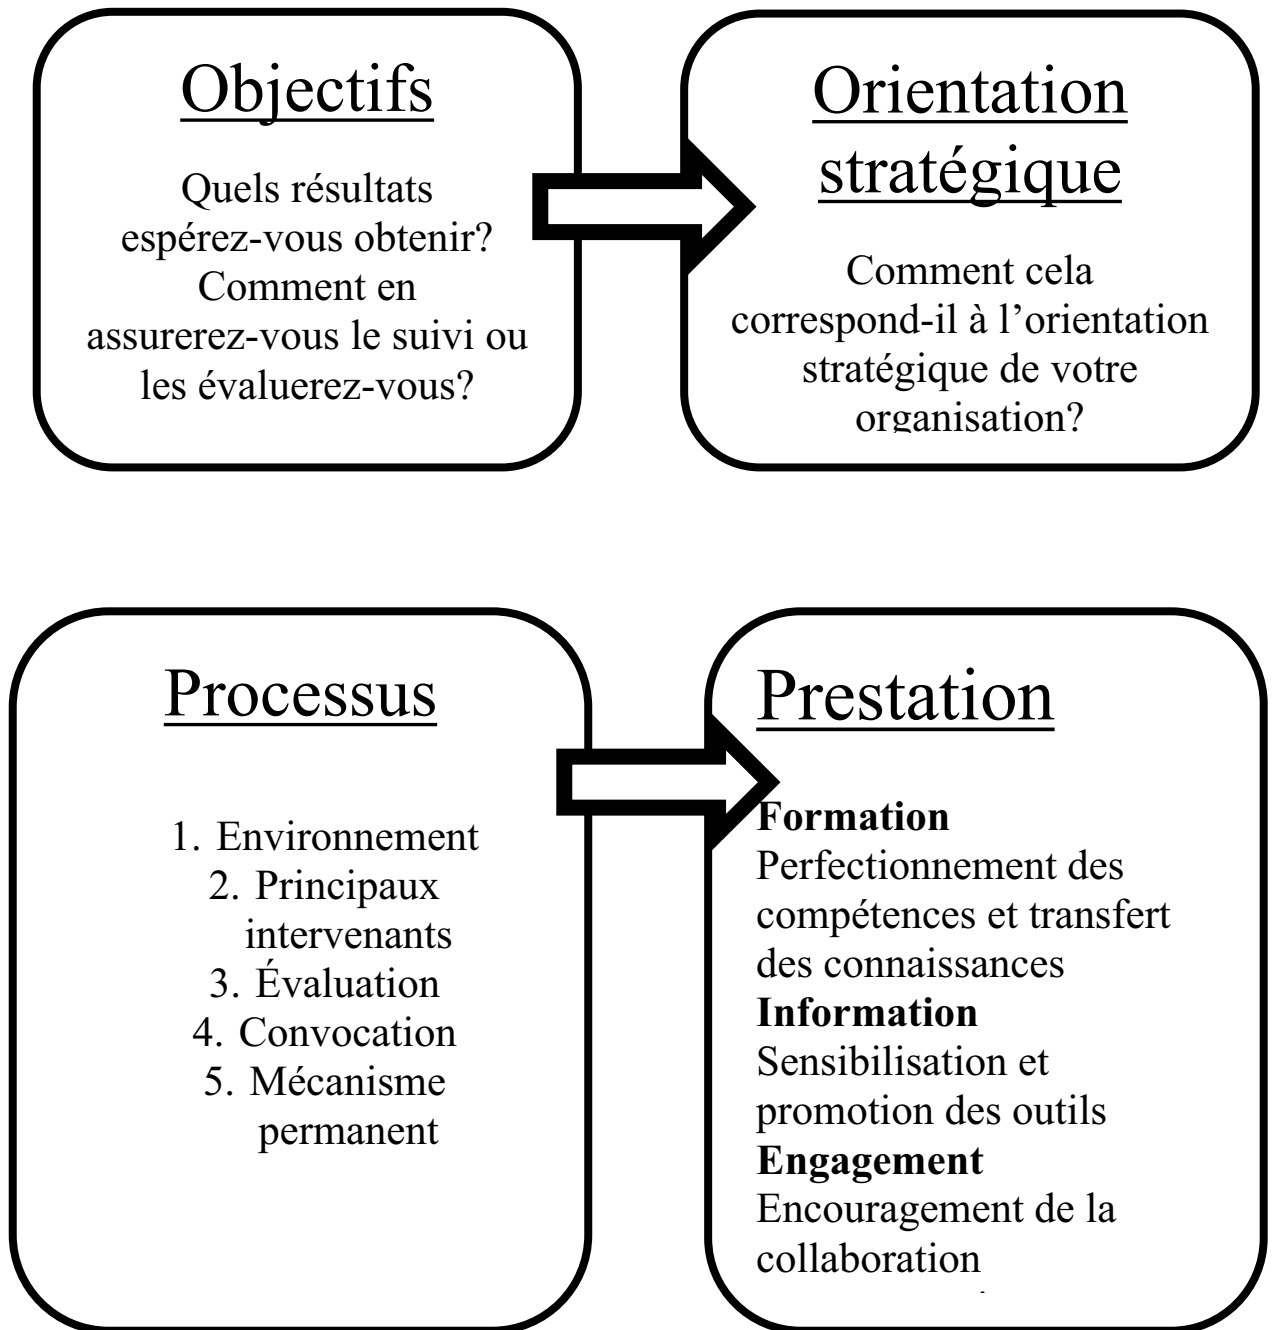 Objectifs
Quels résultats
espérez-vous obtenir?
Comment en
assurerez-vous le suivi ou
les évaluerez-vous?
Orientation
stratégique
Comment cela
correspond-il à l’orientation
stratégique de votre
organisation?
Processus
1. Environnement
2. Principaux
intervenants
3. Évaluation
4. Convocation
5. Mécanisme
permanent
Prestation
Formation
Perfectionnement des
compétences et transfert
des connaissances
Information
Sensibilisation et
promotion des outils
Engagement
Encouragement de la
collaboration